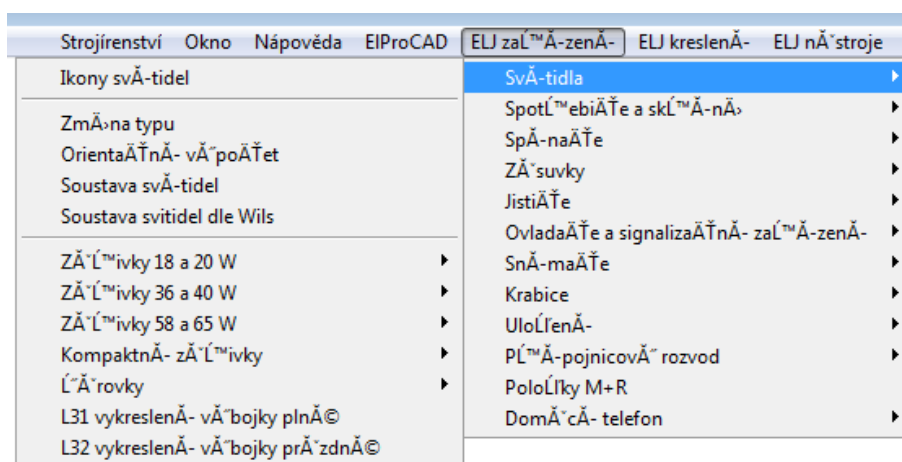 Strojírenství Okno Nápověda ElProCAD ELJ zaĹ™Ă-zenĂ- ELJ kreslenĂ- ELJ nĂˇstroje
Ikony svĂ-tidel
ZmÄ›na typu
OrientaÄŤnĂ- vĂ˝poÄŤet
Soustava svĂ-tidel
Soustava svitidel dle Wils
ZĂˇĹ™ivky 18 a 20 W
ZĂˇĹ™ivky 36 a 40 W
ZĂˇĹ™ivky 58 a 65 W
KompaktnĂ- zĂˇĹ™ivky
Ĺ˝Ăˇrovky
L31 vykreslenĂ- vĂ˝bojky plnĂ©
L32 vykreslenĂ- vĂ˝bojky prĂˇzdnĂ©
SvĂ-tidla
SpotĹ™ebiÄŤe a skĹ™Ă-nÄ›
SpĂ-naÄŤe
ZĂˇsuvky
JistiÄŤe
OvladaÄŤe a signalizaÄŤnĂ- zaĹ™Ă-zenĂ-
SnĂ-maÄŤe
Krabice
UloĹľenĂ-
PĹ™Ă-pojnicovĂ˝ rozvod
PoloĹľky M+R
DomĂˇcĂ- telefon